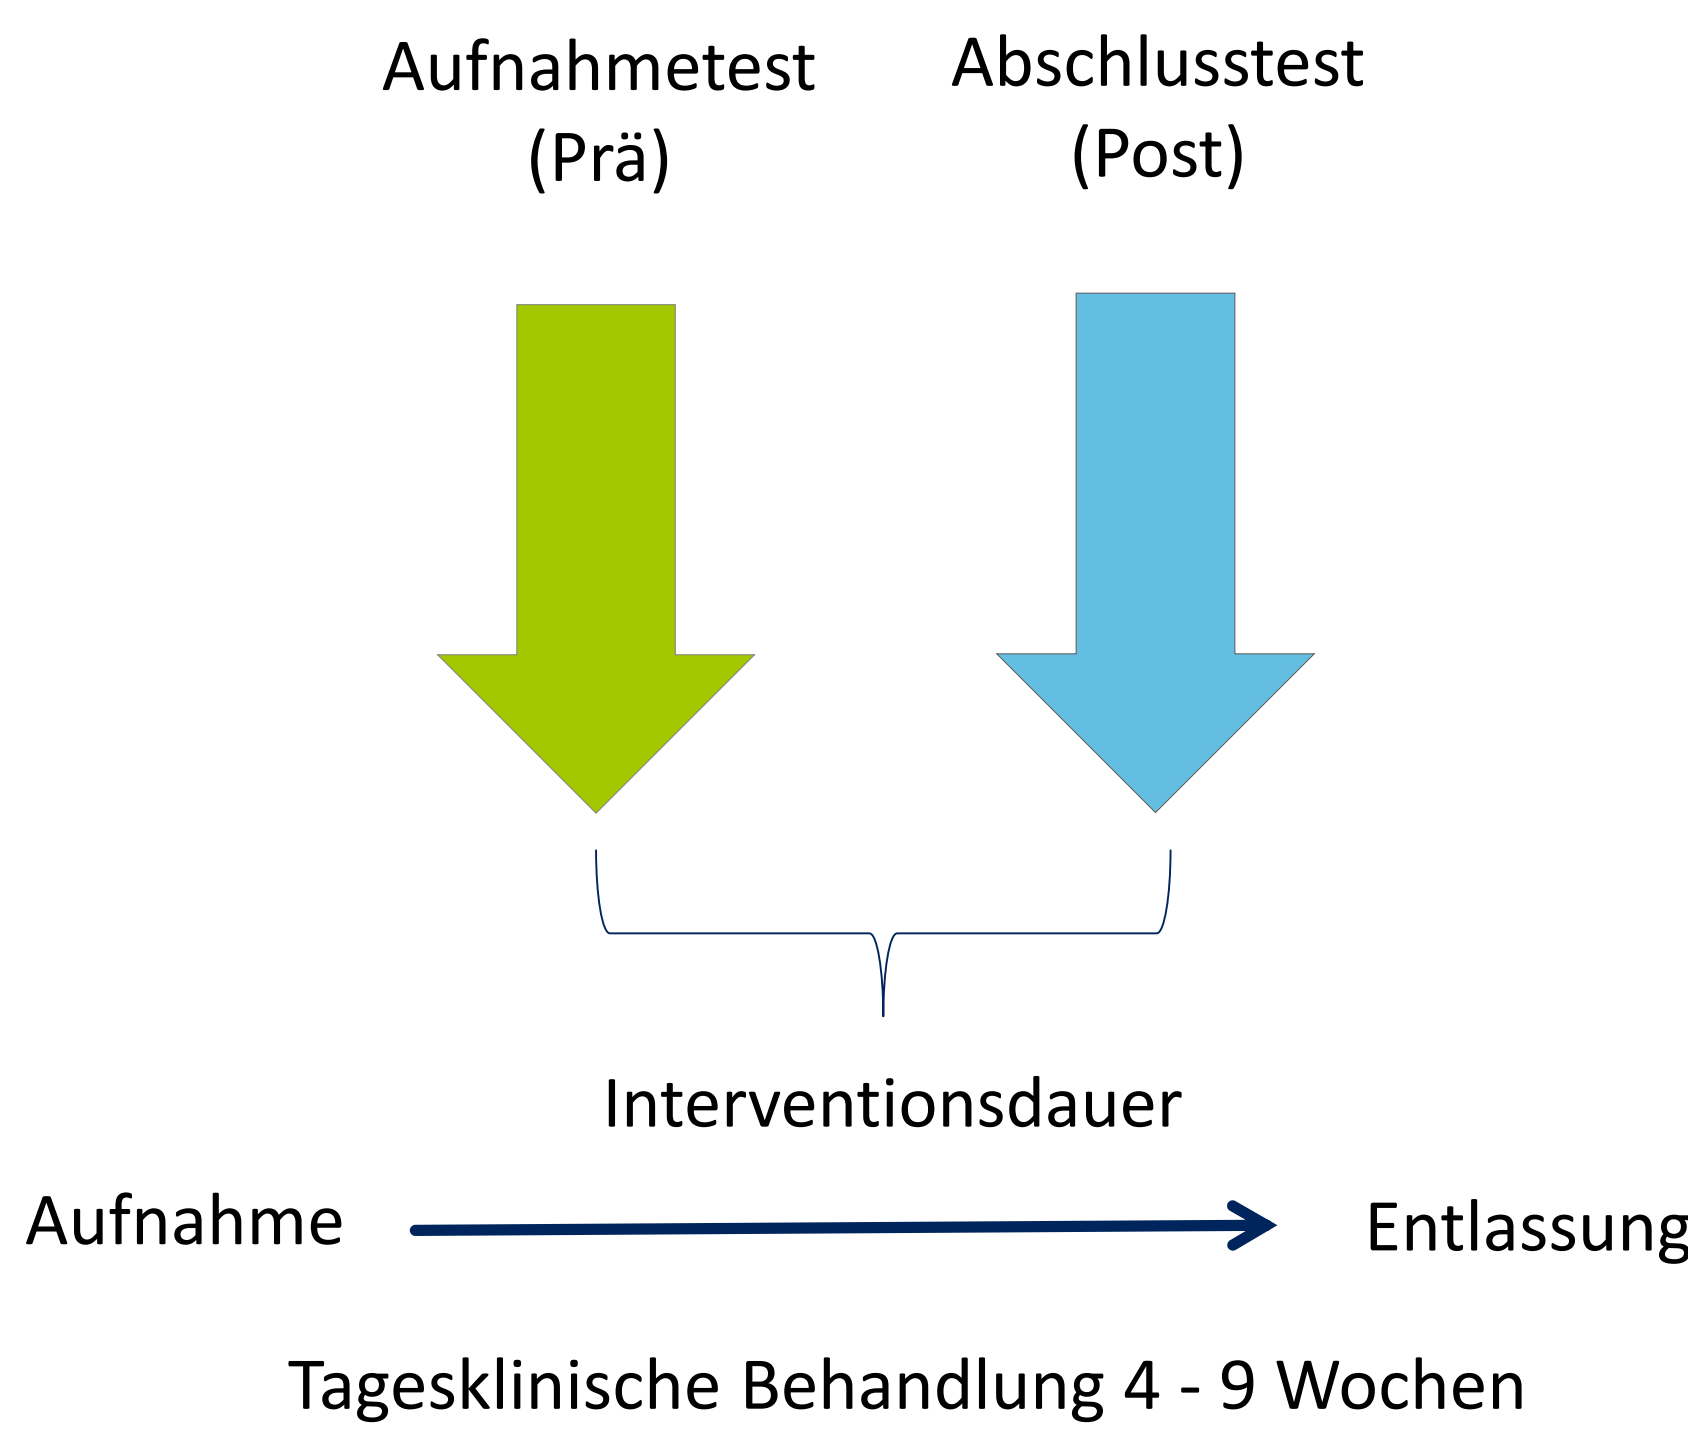 Aufnahmetest
(Prä)
Abschlusstest
(Post)
Interventionsdauer
Aufnahme
Entlassung
Tagesklinische Behandlung 4 - 9 Wochen